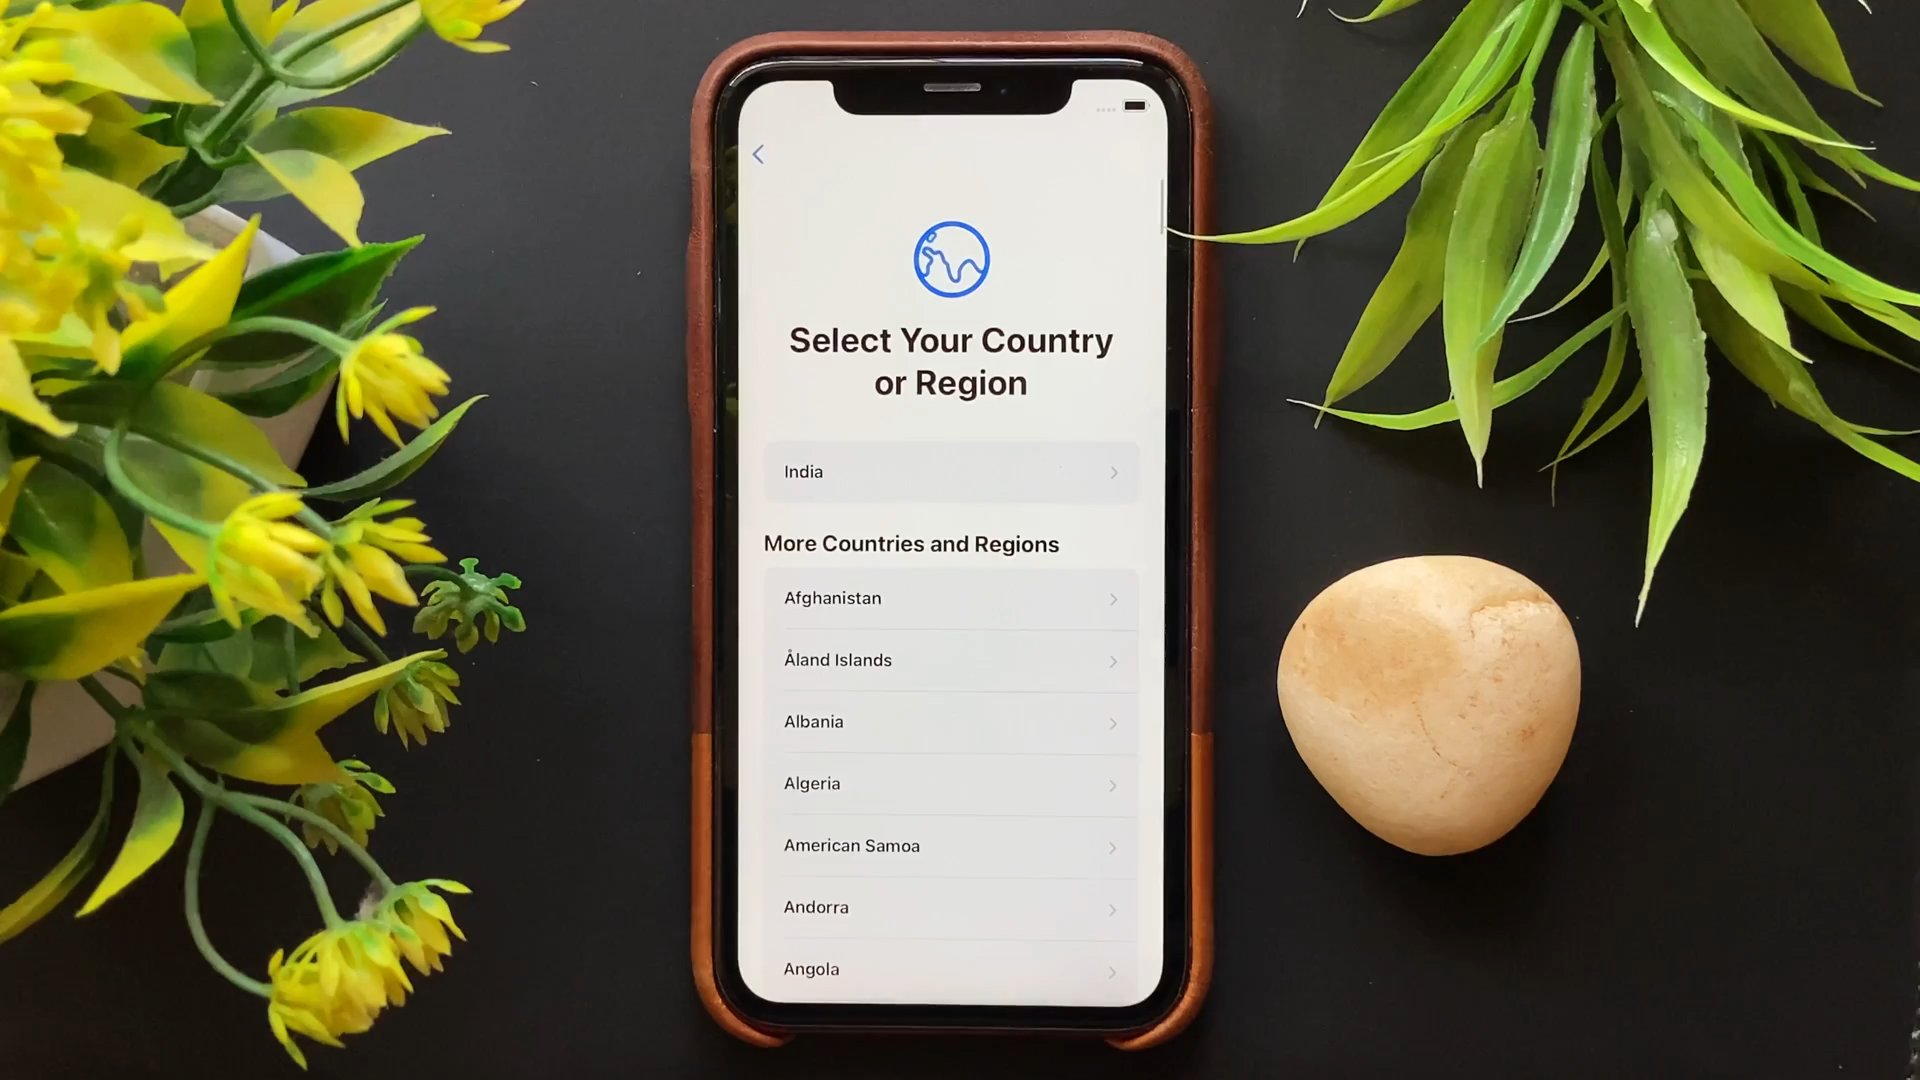 Select Your Country
or Region
India
More Countries and Regions
Afghanistan
Åland Islands
Albania
Algeria
American Samoa
Andorra
Angola